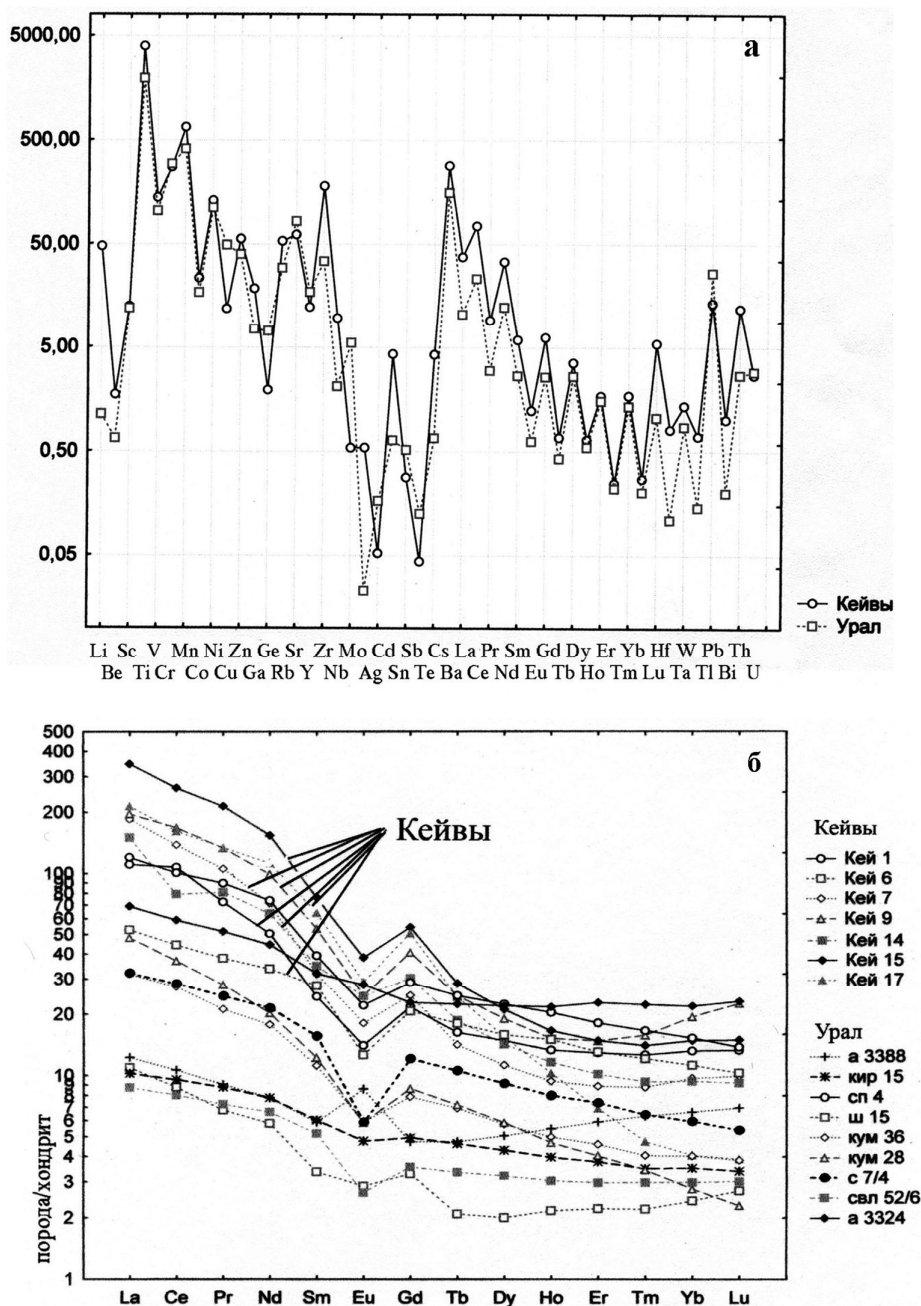 а
5000,00
500,00
50,00
5,00
0,50
0,05
Кейвы
Урал
Li Sc V Mn Ni Zn Ge Sr Zr Mo Cd Sb Cs La Pr Sm Gd Dy Er Yb Hf W Pb Th
Be Ti Cr Co Cu Ga Rb Y Nb Ag Sn Te Ba Ce Nd Eu Tb Ho Tm Lu Ta Tl Bi U
б
500
400
300
200
100
90
80
70
60
50
40
30
20
10
9
8
7
6
5
4
3
2
1
порода/хондрит
Кейвы
La Ce Pr Nd Sm Eu Gd Tb Dy Ho Er Tm Yb Lu
Кейвы
Кей 1
Кей 6
Кей 7
Кей 9
Кей 14
Кей 15
Кей 17
Урал
а 3388
кир 15
сп 4
ш 15
кум 36
кум 28
с 7/4
свл 52/6
а 3324